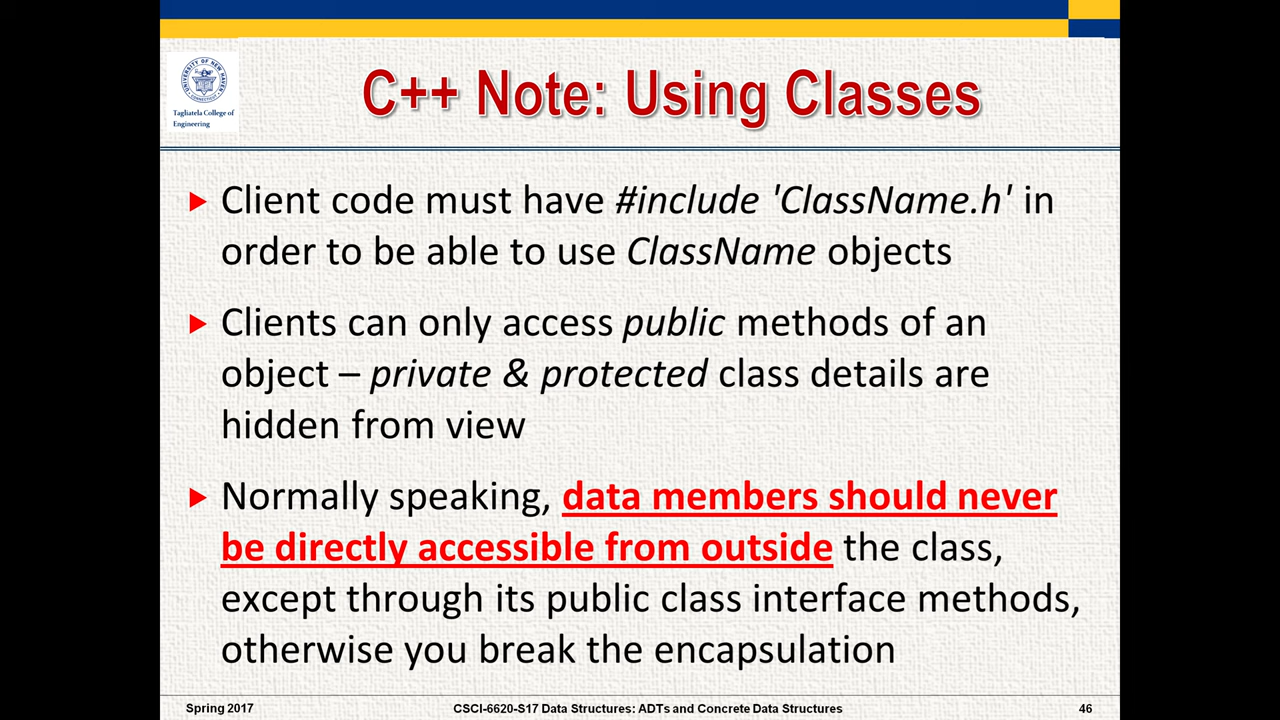 C++ Note: Using Classes
Tagliatela College of
Engineering
Client code must have #include 'ClassName.h' in
order to be able to use ClassName objects
Clients can only access public methods of an
object – private & protected class details are
hidden from view
Normally speaking, data members should never
be directly accessible from outside the class,
except through its public class interface methods,
otherwise you break the encapsulation
Spring 2017
CSCI-6620-S17 Data Structures: ADTs and Concrete Data Structures
46